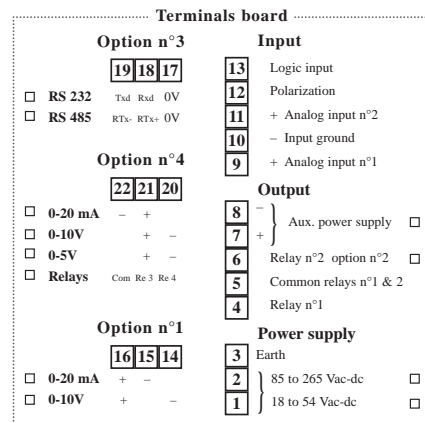 Terminals board
Option n°3
19 18 17
□ RS 232 Txd Rxd 0V
□ RS 485 RTx- RTx+ 0V
Option n°4
22 21 20
□ 0-20 mA – +
□ 0-10V + –
□ 0-5V + –
□ Relays Com Re 3 Re 4
Option n°1
16 15 14
□ 0-20 mA + –
□ 0-10V + –
Input
13 Logic input
12 Polarization
11 + Analog input n°2
10 – Input ground
9 + Analog input n°1
Output
8 –
7 +
Aux. power supply □
6 Relay n°2 option n°2 □
5 Common relays n°1 & 2
4 Relay n°1
Power supply
3 Earth
2 85 to 265 Vac-dc □
1 18 to 54 Vac-dc □